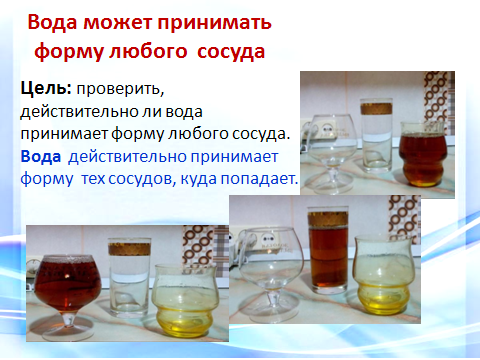 Вода может принимать
форму любого сосуда
Цель: проверить,
действительно ли вода
принимает форму любого сосуда.
Вода действительно принимает
форму тех сосудов, куда попадает.